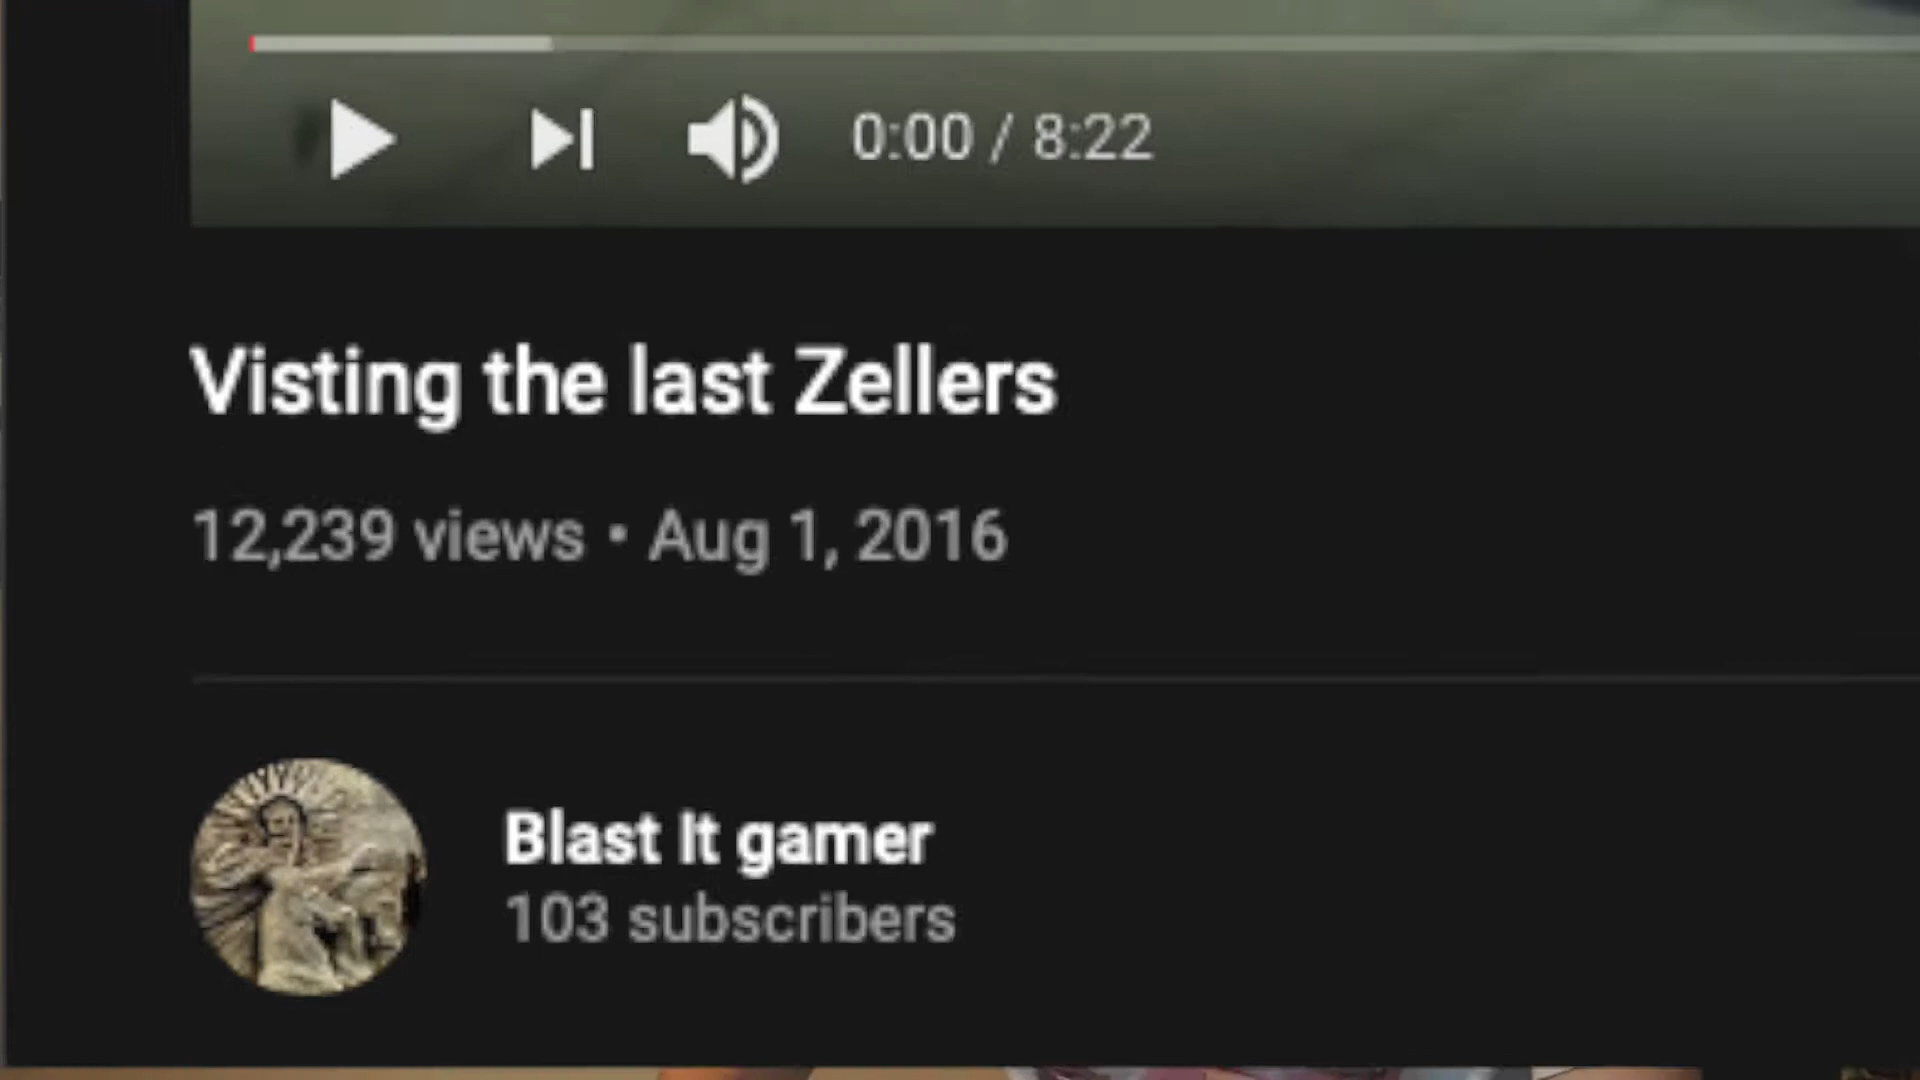 0:00 / 8:22
Visting the last Zellers
12,239 views • Aug 1, 2016
Blast It gamer
103 subscribers